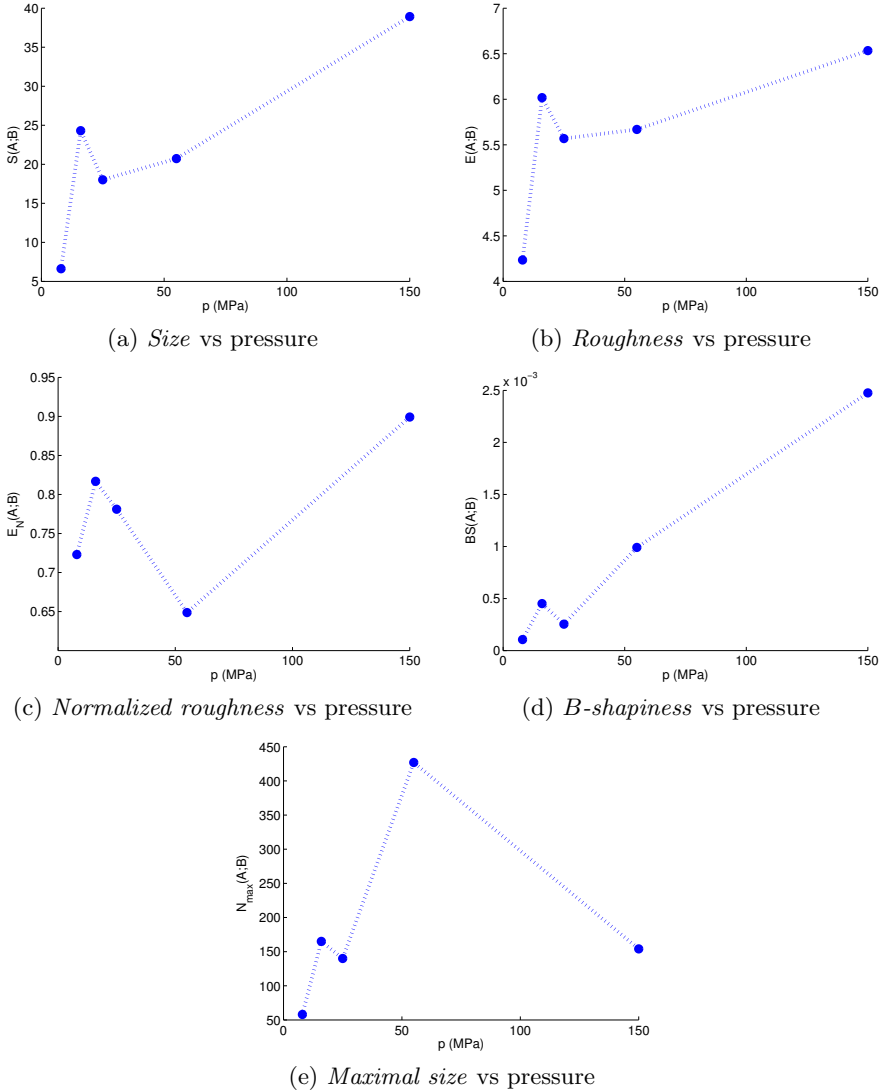 40
35
30
25
20
15
10
5
S(A;B)
0 50 100 150
p (MPa)
(a) Size vs pressure
7
6.5
6
5.5
5
4.5
4
E(A;B)
0 50 100 150
p (MPa)
(b) Roughness vs pressure
0.95
0.9
0.85
0.8
0.75
0.7
0.65
E_N(A;B)
0 50 100 150
p (MPa)
(c) Normalized roughness vs pressure
x 10^-3
2.5
2
1.5
1
0.5
0
BS(A;B)
0 50 100 150
p (MPa)
(d) B-shapiness vs pressure
450
400
350
300
250
200
150
100
50
N_max(A;B)
0 50 100 150
p (MPa)
(e) Maximal size vs pressure